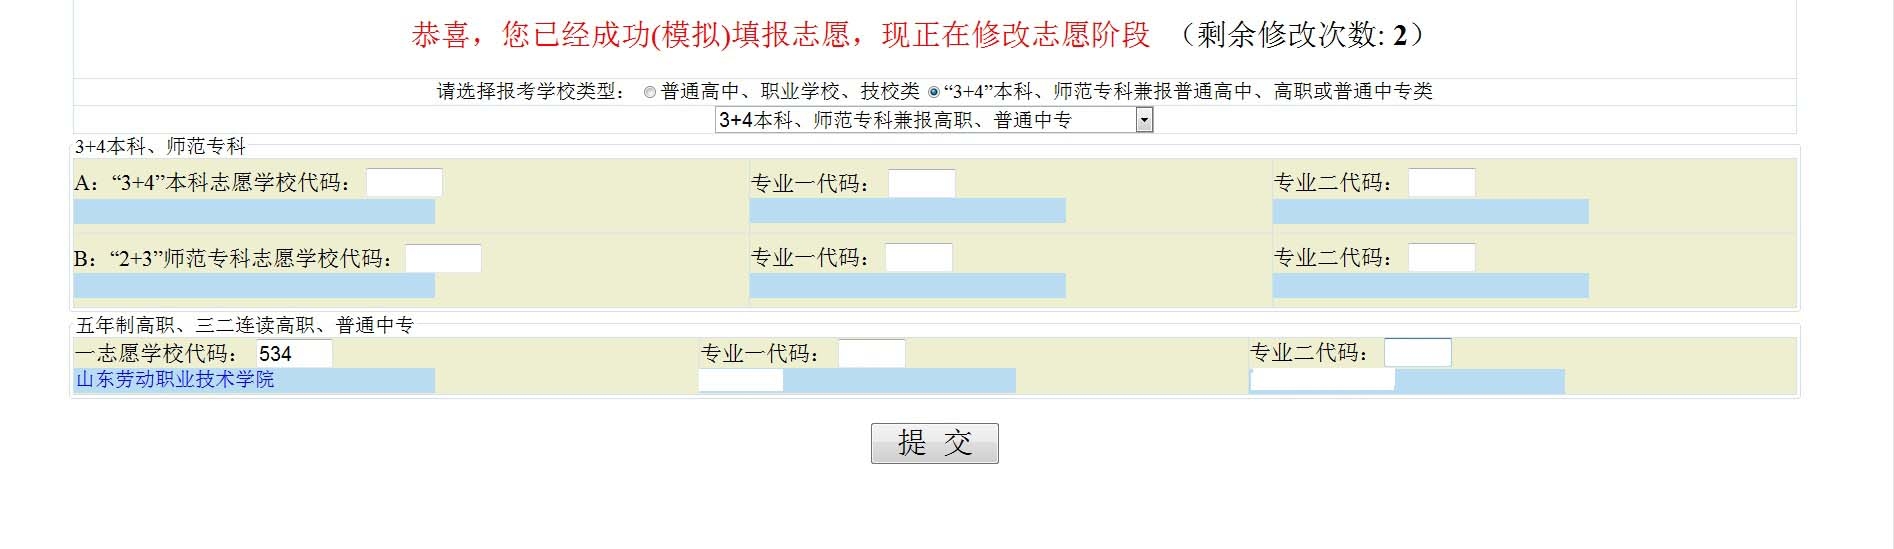 恭喜，您已经成功(模拟)填报志愿，现正在修改志愿阶段 （剩余修改次数: 2）
请选择报考学校类型： 普通高中、职业学校、技校类 “3+4”本科、师范专科兼报普通高中、高职或普通中专类
3+4本科、师范专科兼报高职、普通中专
3+4本科、师范专科
A：“3+4”本科志愿学校代码： 专业一代码： 专业二代码：
B：“2+3”师范专科志愿学校代码： 专业一代码： 专业二代码：
五年制高职、三二连读高职、普通中专
一志愿学校代码： 534 专业一代码： 专业二代码：
山东劳动职业技术学院
提 交